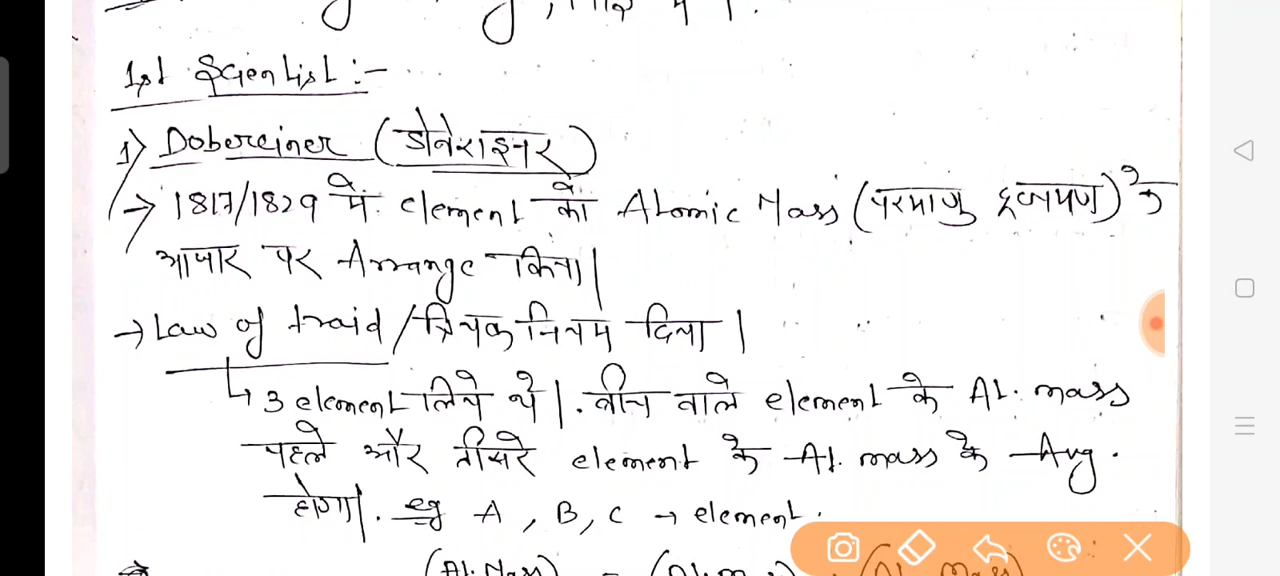 1st Scientist :-
1) Dobereiner (डोबेराइनर)
→ 1817/1829 में element को Atomic Mass (परमाणु द्रव्यमान) के
आधार पर Arrange किया।
→ Law of traid / त्रियक नियम दिया।
↳ 3 element लिये थे। बीच वाले element के At. mass
पहले और तीसरे element के At. mass के Avg.
होगा। eg A, B, C → element.